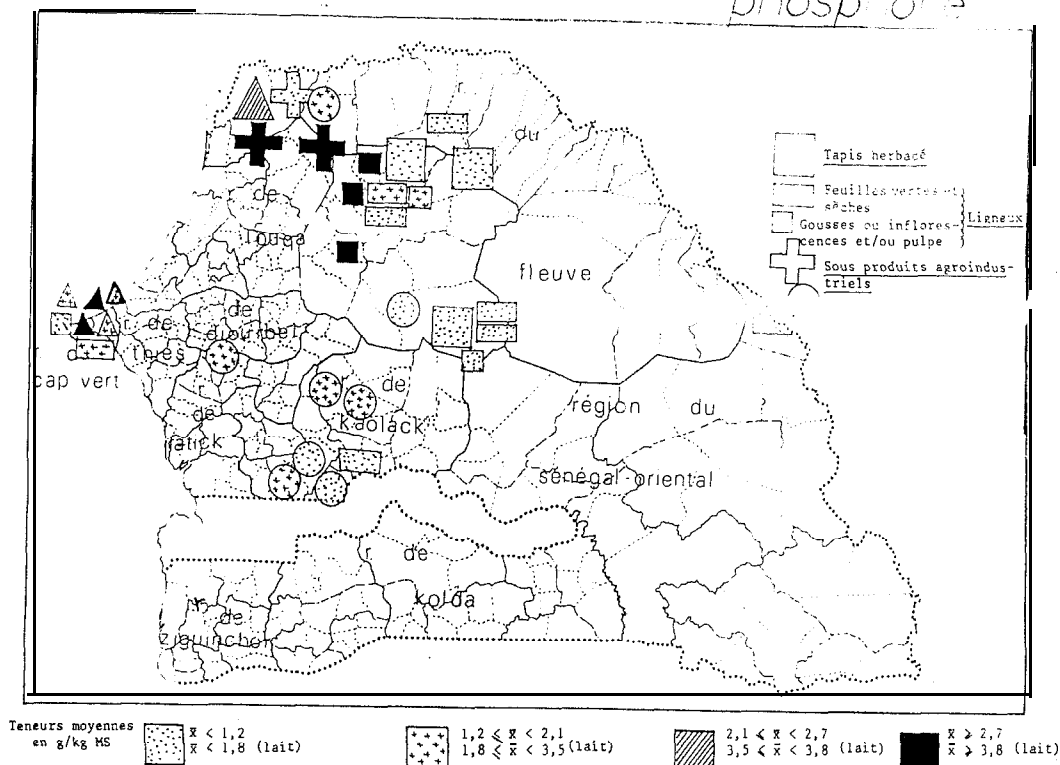 phosphore
r.
du
de
louga
fleuve
r. de
de
diourbel
thiès
cap vert
r
de
fatick
r de
kaolack
région du
sénégal-oriental
r de
kolda
r
de
ziguinchor
Tapis herbacé
Feuilles vertes et
sèches
Gousses ou inflores-
cences et/ou pulpe
Ligneux
Sous produits agroindus-
triels
Teneurs moyennes
en g/kg MS
x̄ < 1,2
x̄ < 1,8 (lait)
1,2 ⩽ x̄ < 2,1
1,8 ⩽ x̄ < 3,5 (lait)
2,1 ⩽ x̄ < 2,7
3,5 ⩽ x̄ < 3,8 (lait)
x̄ ⩾ 2,7
x̄ ⩾ 3,8 (lait)